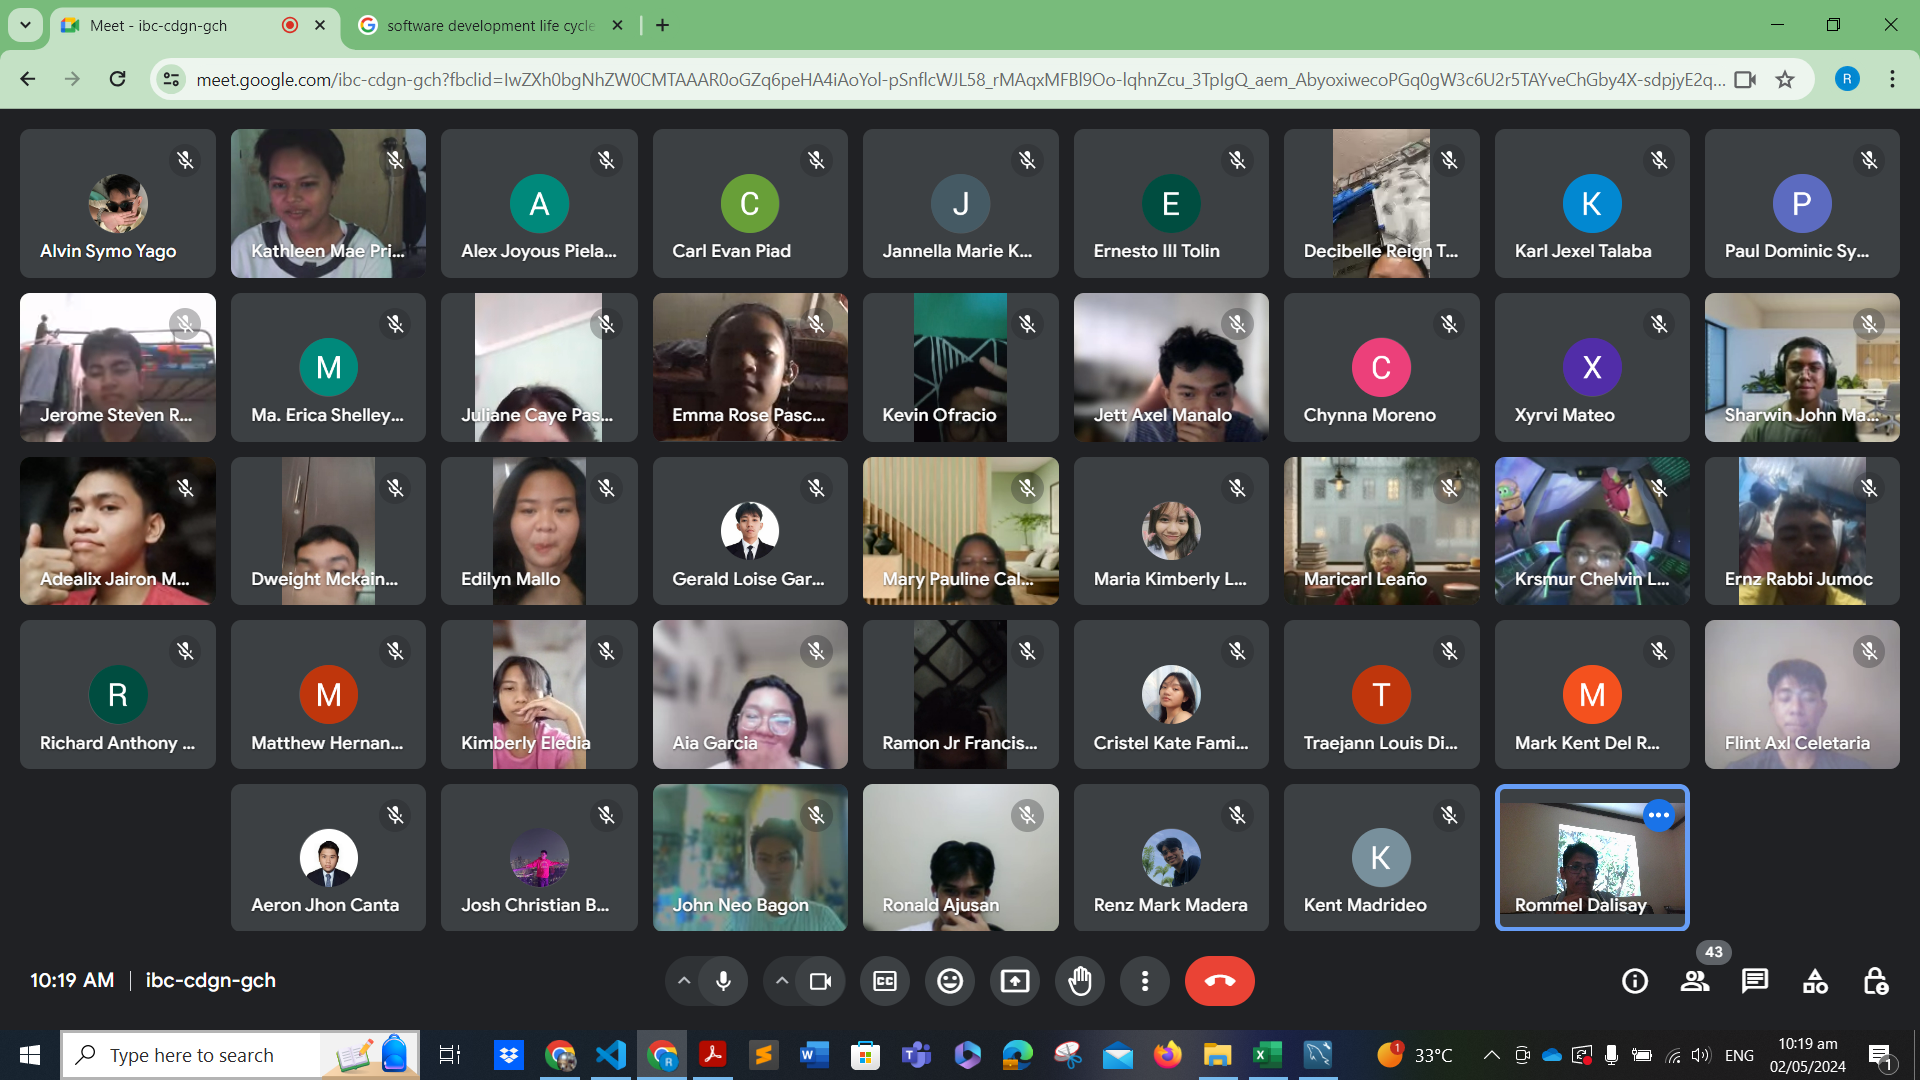 Meet - ibc-cdgn-gch
software development life cycle
meet.google.com/ibc-cdgn-gch?fbclid=IwZXh0bgNhZW0CMTAAAR0oGZq6peHA4iAoYol-pSnflcWJL58_rMAqxMFBl9Oo-lqhnZcu_3TpIgQ_aem_AbyoxiwecoPGq0gW3c6U2r5TAYveChGby4X-sdpjyE2q...
R
Alvin Symo Yago
Kathleen Mae Pri...
A
Alex Joyous Piela...
C
Carl Evan Piad
J
Jannella Marie K...
E
Ernesto III Tolin
Decibelle Reign T...
K
Karl Jexel Talaba
P
Paul Dominic Sy...
Jerome Steven R...
M
Ma. Erica Shelley...
Juliane Caye Pas...
Emma Rose Pasc...
Kevin Ofracio
Jett Axel Manalo
C
Chynna Moreno
X
Xyrvi Mateo
Sharwin John Ma...
Adealix Jairon M...
Dweight Mckain...
Edilyn Mallo
Gerald Loise Gar...
Mary Pauline Cal...
Maria Kimberly L...
Maricarl Leaño
Krsmur Chelvin L...
Ernz Rabbi Jumoc
R
Richard Anthony ...
M
Matthew Hernan...
Kimberly Eledia
Aia Garcia
Ramon Jr Francis...
Cristel Kate Fami...
T
Traejann Louis Di...
M
Mark Kent Del R...
Flint Axl Celetaria
Aeron Jhon Canta
Josh Christian B...
John Neo Bagon
Ronald Ajusan
Renz Mark Madera
K
Kent Madrideo
Rommel Dalisay
10:19 AM | ibc-cdgn-gch
CC
43
Type here to search
R
W
X
1
33°C
ENG
10:19 am
02/05/2024
1